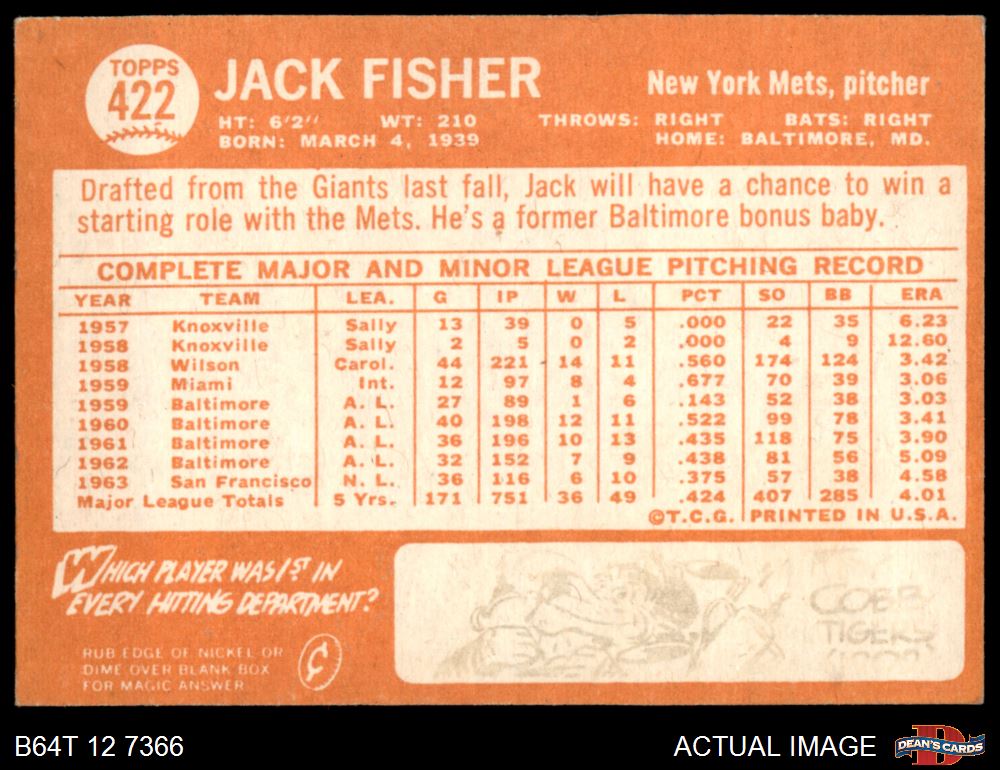 TOPPS
422
JACK FISHER
New York Mets, pitcher
HT: 6'2'' WT: 210 THROWS: RIGHT BATS: RIGHT
BORN: MARCH 4, 1939 HOME: BALTIMORE, MD.
Drafted from the Giants last fall, Jack will have a chance to win a
starting role with the Mets. He's a former Baltimore bonus baby.
COMPLETE MAJOR AND MINOR LEAGUE PITCHING RECORD
YEAR TEAM LEA. G IP W L PCT SO BB ERA
1957 Knoxville Sally 13 39 0 5 .000 22 35 6.23
1958 Knoxville Sally 2 5 0 2 .000 4 9 12.60
1958 Wilson Carol. 44 221 14 11 .560 174 124 3.42
1959 Miami Int. 12 97 8 4 .677 70 39 3.06
1959 Baltimore A. L. 27 89 1 6 .143 52 38 3.03
1960 Baltimore A. L. 40 198 12 11 .522 99 78 3.41
1961 Baltimore A. L. 36 196 10 13 .435 118 75 3.90
1962 Baltimore A. L. 32 152 7 9 .438 81 56 5.09
1963 San Francisco N. L. 36 116 6 10 .375 57 38 4.58
Major League Totals 5 Yrs. 171 751 36 49 .424 407 285 4.01
©T.C.G. PRINTED IN U.S.A.
WHICH PLAYER WAS 1ST IN
EVERY HITTING DEPARTMENT?
RUB EDGE OF NICKEL OR
DIME OVER BLANK BOX
FOR MAGIC ANSWER
¢
COBB
TIGERS
B64T 12 7366
ACTUAL IMAGE
DEAN'S CARDS